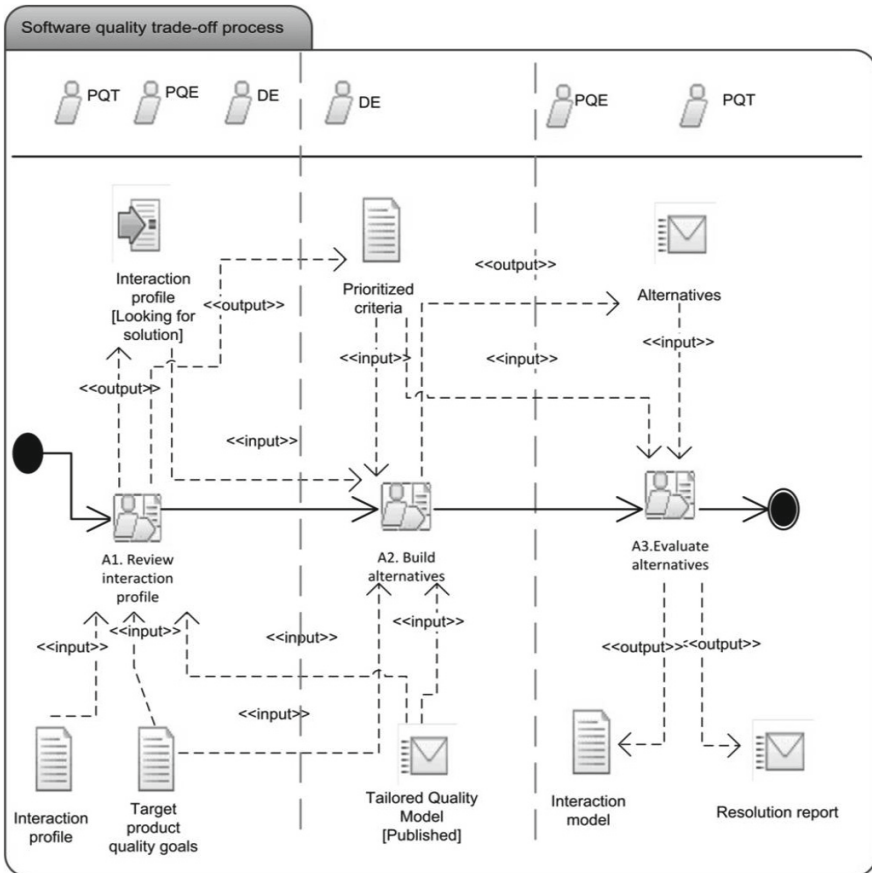 Software quality trade-off process
PQT
PQE
DE
DE
PQE
PQT
Interaction
profile
[Looking for
solution]
<<output>>
Prioritized
criteria
<<output>>
Alternatives
<<output>>
<<input>>
<<input>>
<<input>>
<<input>>
A1. Review
interaction
profile
A2. Build
alternatives
A3.Evaluate
alternatives
<<input>>
<<input>>
<<input>>
<<input>>
<<input>>
<<output>>
<<output>>
Interaction
profile
Target
product
quality goals
Tailored Quality
Model
[Published]
Interaction
model
Resolution report